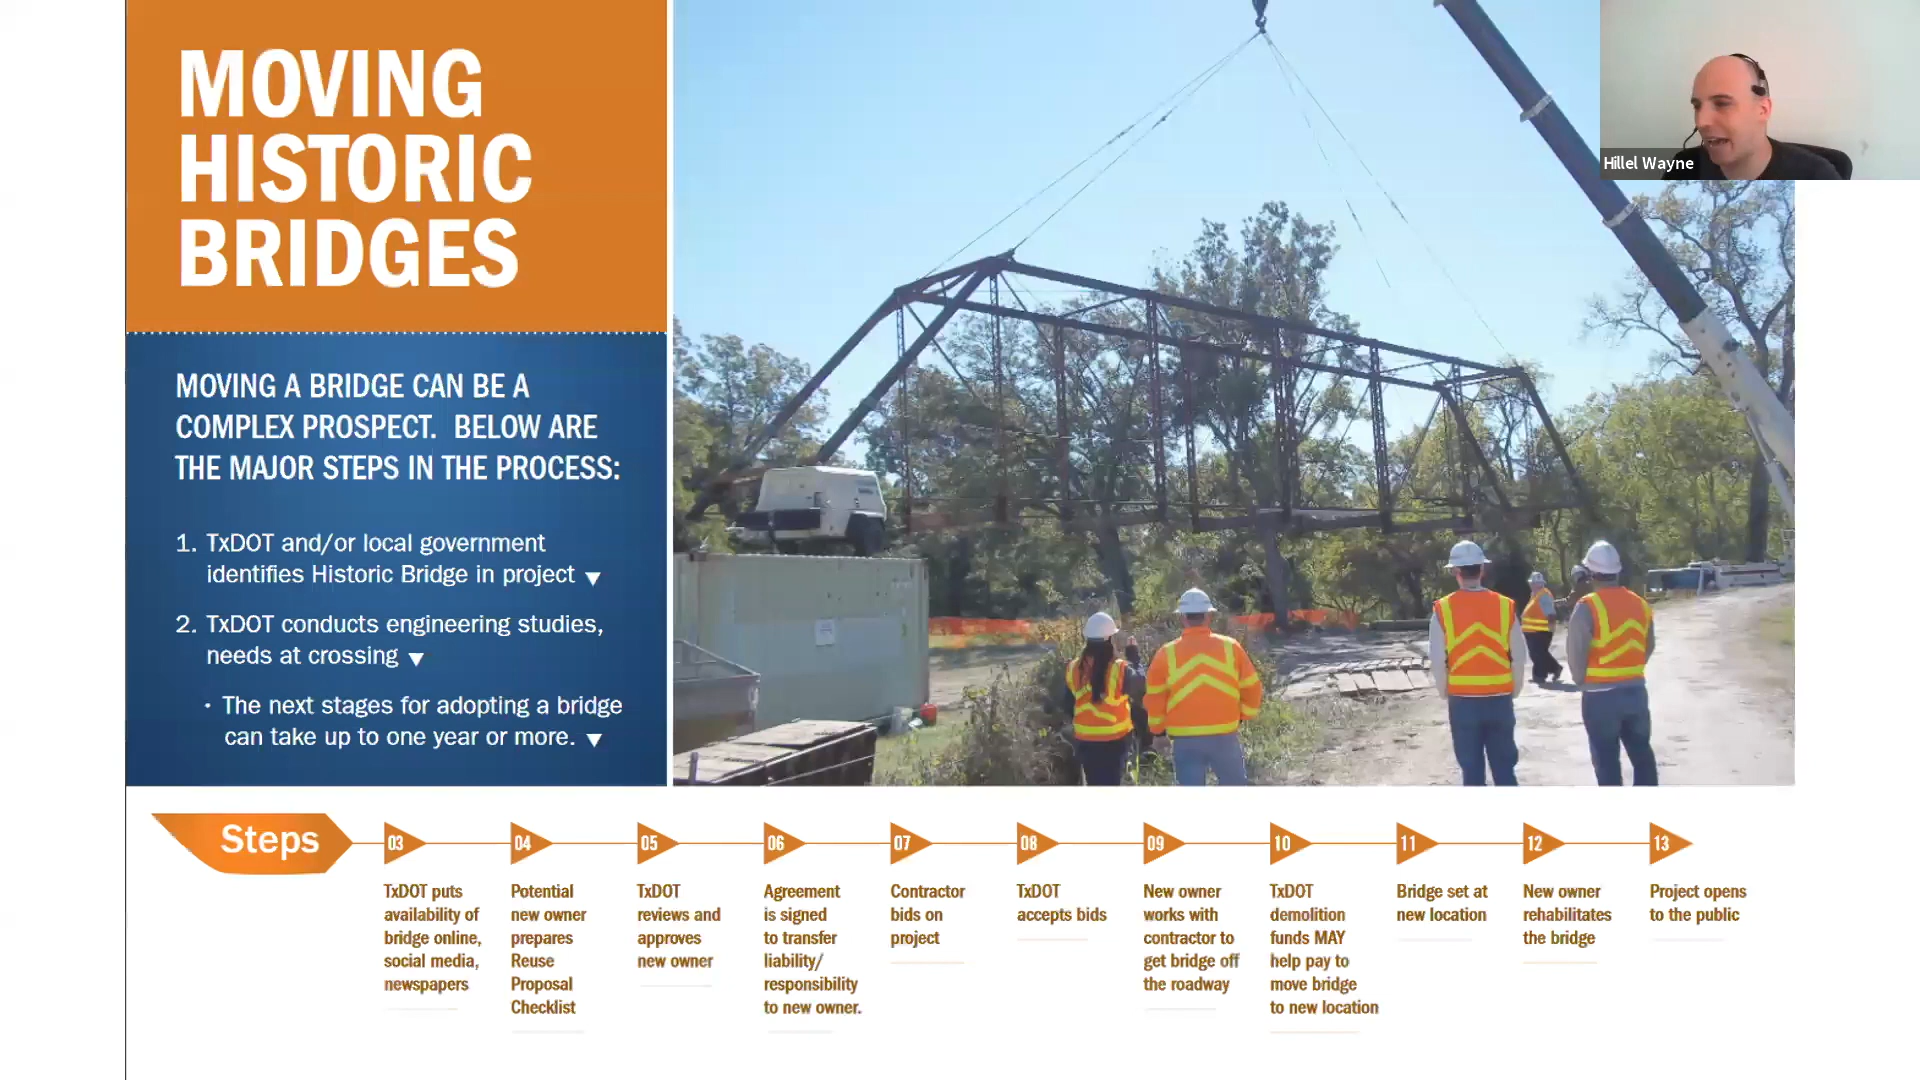 MOVING
HISTORIC
BRIDGES
MOVING A BRIDGE CAN BE A
COMPLEX PROSPECT. BELOW ARE
THE MAJOR STEPS IN THE PROCESS:
1. TxDOT and/or local government
identifies Historic Bridge in project ▼
2. TxDOT conducts engineering studies,
needs at crossing ▼
• The next stages for adopting a bridge
can take up to one year or more. ▼
Hillel Wayne
Steps
03
TxDOT puts
availability of
bridge online,
social media,
newspapers
04
Potential
new owner
prepares
Reuse
Proposal
Checklist
05
TxDOT
reviews and
approves
new owner
06
Agreement
is signed
to transfer
liability/
responsibility
to new owner.
07
Contractor
bids on
project
08
TxDOT
accepts bids
09
New owner
works with
contractor to
get bridge off
the roadway
10
TxDOT
demolition
funds MAY
help pay to
move bridge
to new location
11
Bridge set at
new location
12
New owner
rehabilitates
the bridge
13
Project opens
to the public